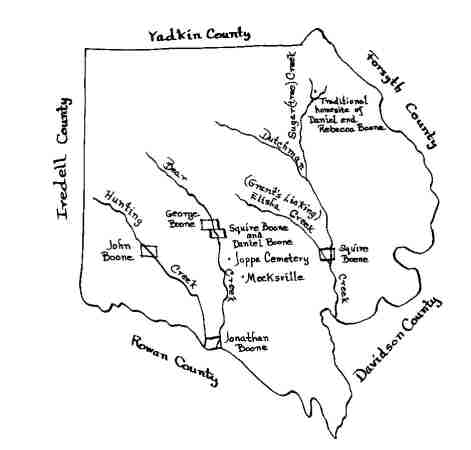 Yadkin County
Forsyth County
Iredell County
Sugar(tree) Creek
Traditional
homesite of
Daniel and
Rebecca Boone
Dutchman
Bear
(Grant's Licking)
Elisha Creek
Hunting
George
Boone
Squire Boone
and
Daniel Boone
John
Boone
Squire
Boone
Joppa Cemetery
Mocksville
Creek
Creek
Creek
Jonathan
Boone
Rowan County
Davidson County